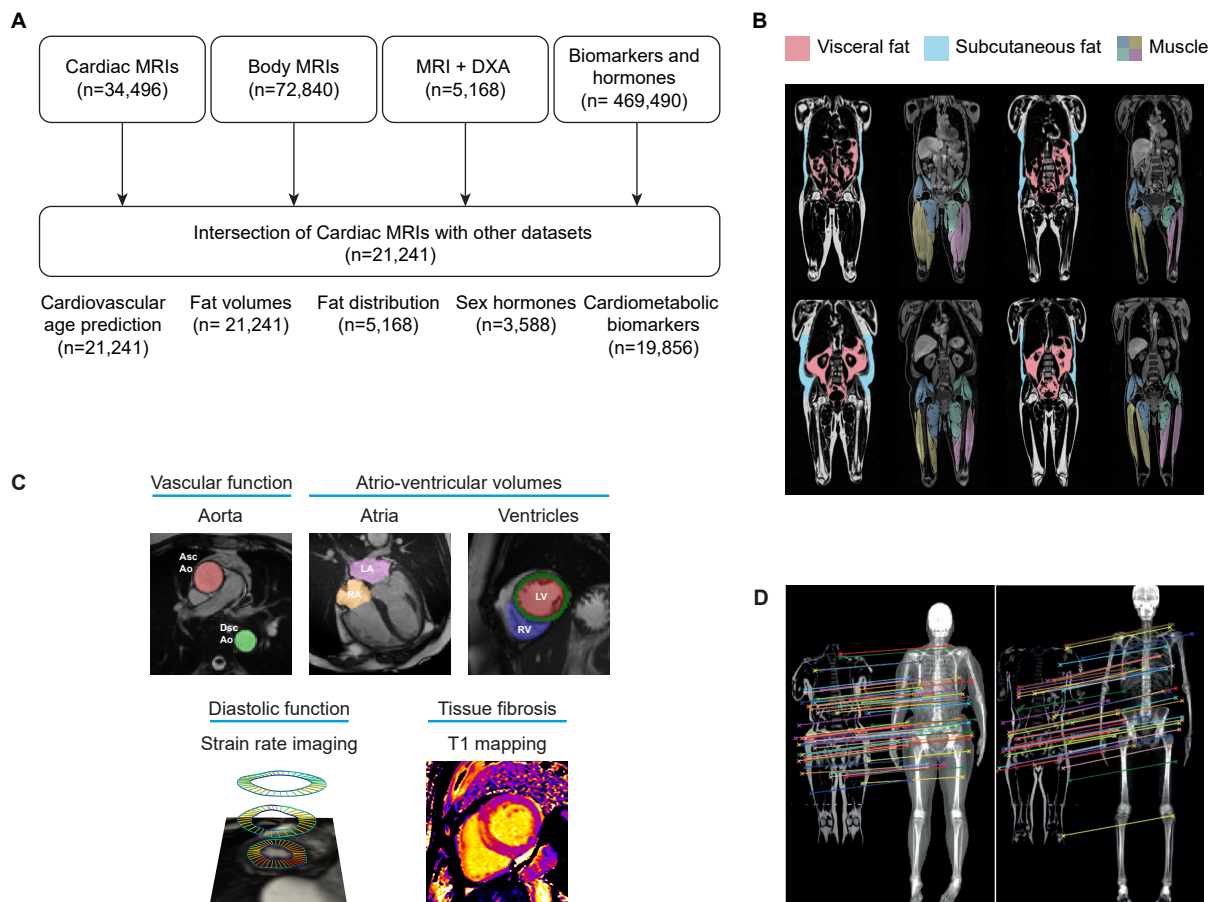 A
Cardiac MRIs
(n=34,496)
Body MRIs
(n=72,840)
MRI + DXA
(n=5,168)
Biomarkers and
hormones
(n= 469,490)
Intersection of Cardiac MRIs with other datasets
(n=21,241)
Cardiovascular
age prediction
(n=21,241)
Fat volumes
(n= 21,241)
Fat distribution
(n=5,168)
Sex hormones
(n=3,588)
Cardiometabolic
biomarkers
(n=19,856)
B
Visceral fat
Subcutaneous fat
Muscle
C
Vascular function
Atrio-ventricular volumes
Aorta
Atria
Ventricles
Asc
Ao
Dsc
Ao
LA
RA
LV
RV
Diastolic function
Tissue fibrosis
Strain rate imaging
T1 mapping
D